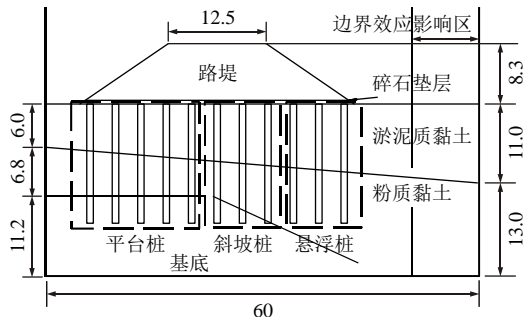 12.5
边界效应影响区
路堤
碎石垫层
8.3
6.0
淤泥质黏土
11.0
6.8
粉质黏土
11.2
平台桩
斜坡桩
悬浮桩
13.0
基底
60